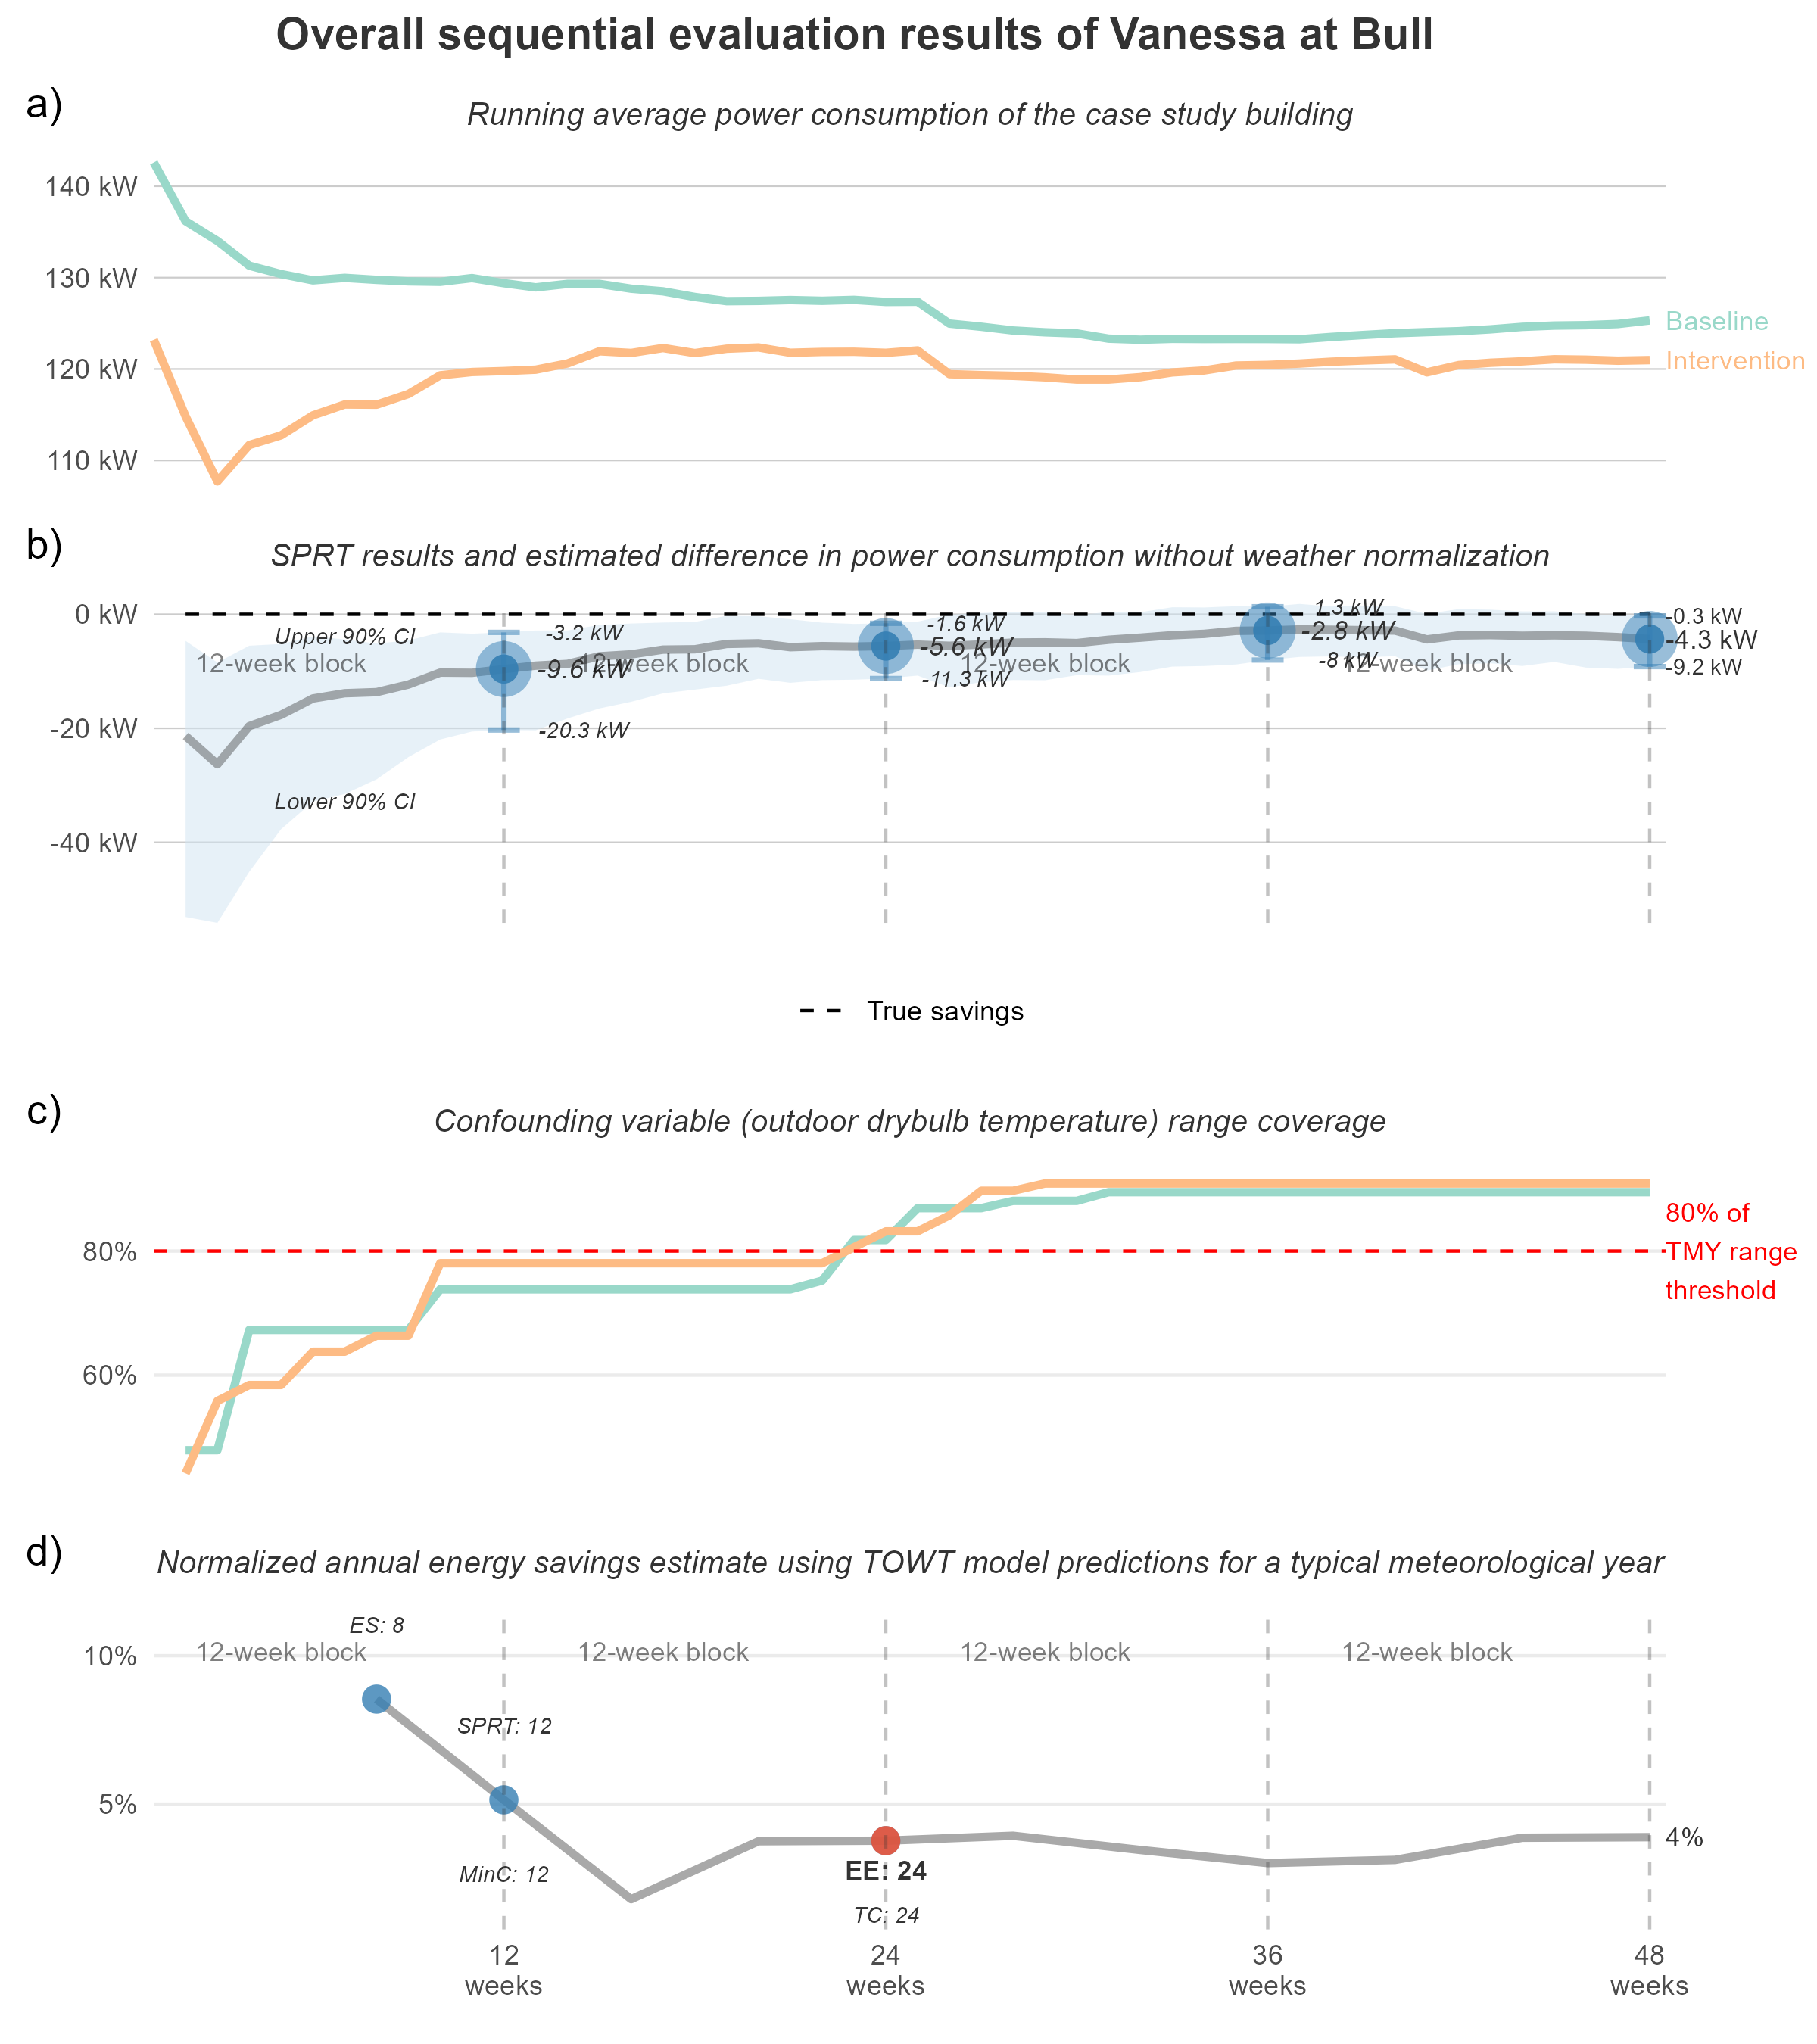 Overall sequential evaluation results of Vanessa at Bull
a)
Running average power consumption of the case study building
140 kW
130 kW
120 kW
110 kW
Baseline
Intervention
b)
SPRT results and estimated difference in power consumption without weather normalization
0 kW
-20 kW
-40 kW
Upper 90% CI
Lower 90% CI
12-week block
12-week block
12-week block
12-week block
-3.2 kW
-9.6 kW
-20.3 kW
-1.6 kW
-5.6 kW
-11.3 kW
1.3 kW
-2.8 kW
-8 kW
-0.3 kW
-4.3 kW
-9.2 kW
True savings
c)
Confounding variable (outdoor drybulb temperature) range coverage
80%
60%
80% of
TMY range
threshold
d)
Normalized annual energy savings estimate using TOWT model predictions for a typical meteorological year
ES: 8
12-week block
12-week block
12-week block
12-week block
10%
5%
SPRT: 12
MinC: 12
EE: 24
TC: 24
4%
12
weeks
24
weeks
36
weeks
48
weeks